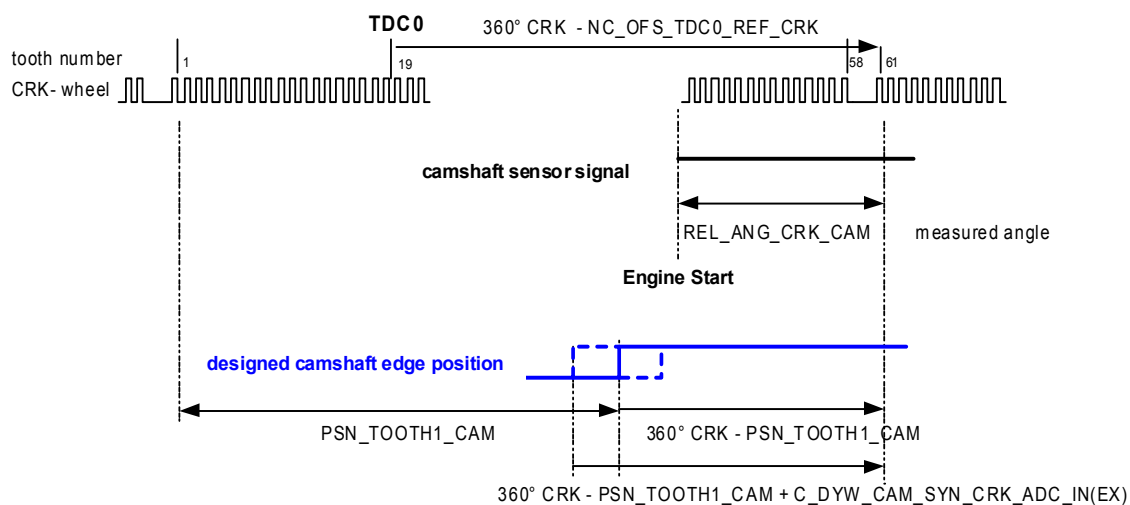 TDC0
360° CRK - NC_OFS_TDC0_REF_CRK
tooth number
1
19
58
61
CRK- wheel
camshaft sensor signal
REL_ANG_CRK_CAM
measured angle
Engine Start
designed camshaft edge position
PSN_TOOTH1_CAM
360° CRK - PSN_TOOTH1_CAM
360° CRK - PSN_TOOTH1_CAM + C_DYW_CAM_SYN_CRK_ADC_IN(EX)